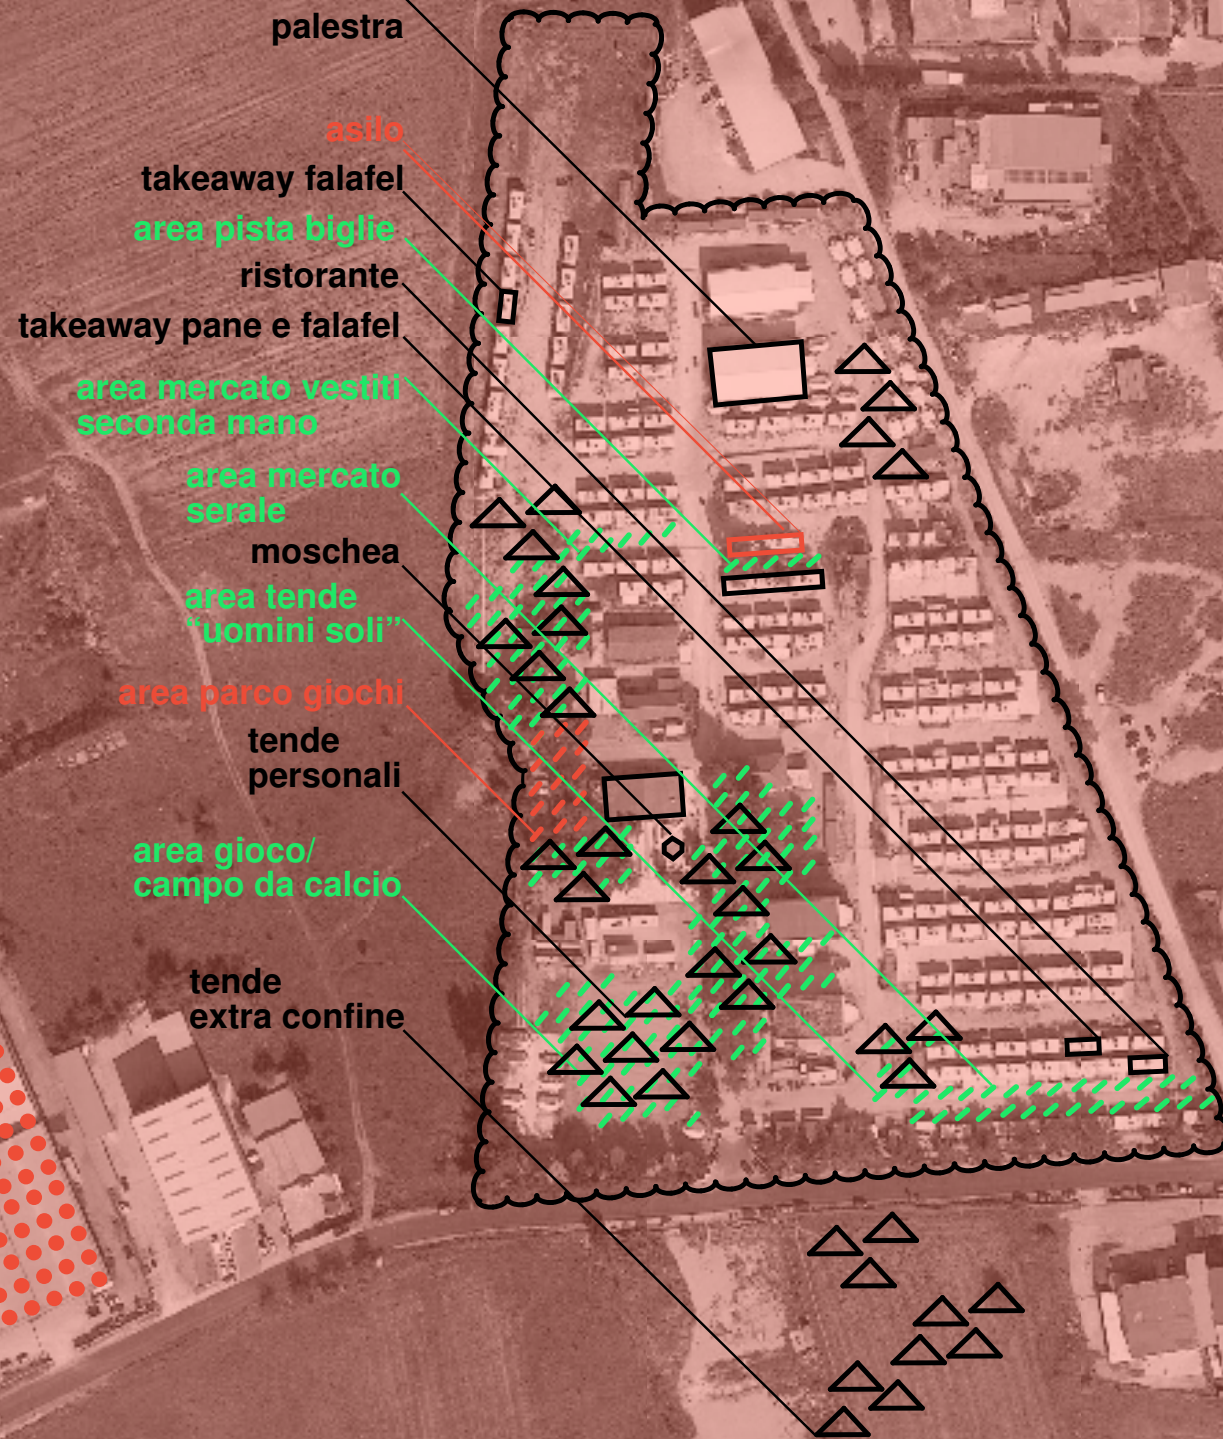 palestra
asilo
takeaway falafel
area pista biglie
ristorante
takeaway pane e falafel
area mercato vestiti
seconda mano
area mercato
serale
moschea
area tende
“uomini soli”
area parco giochi
tende
personali
area gioco/
campo da calcio
tende
extra confine